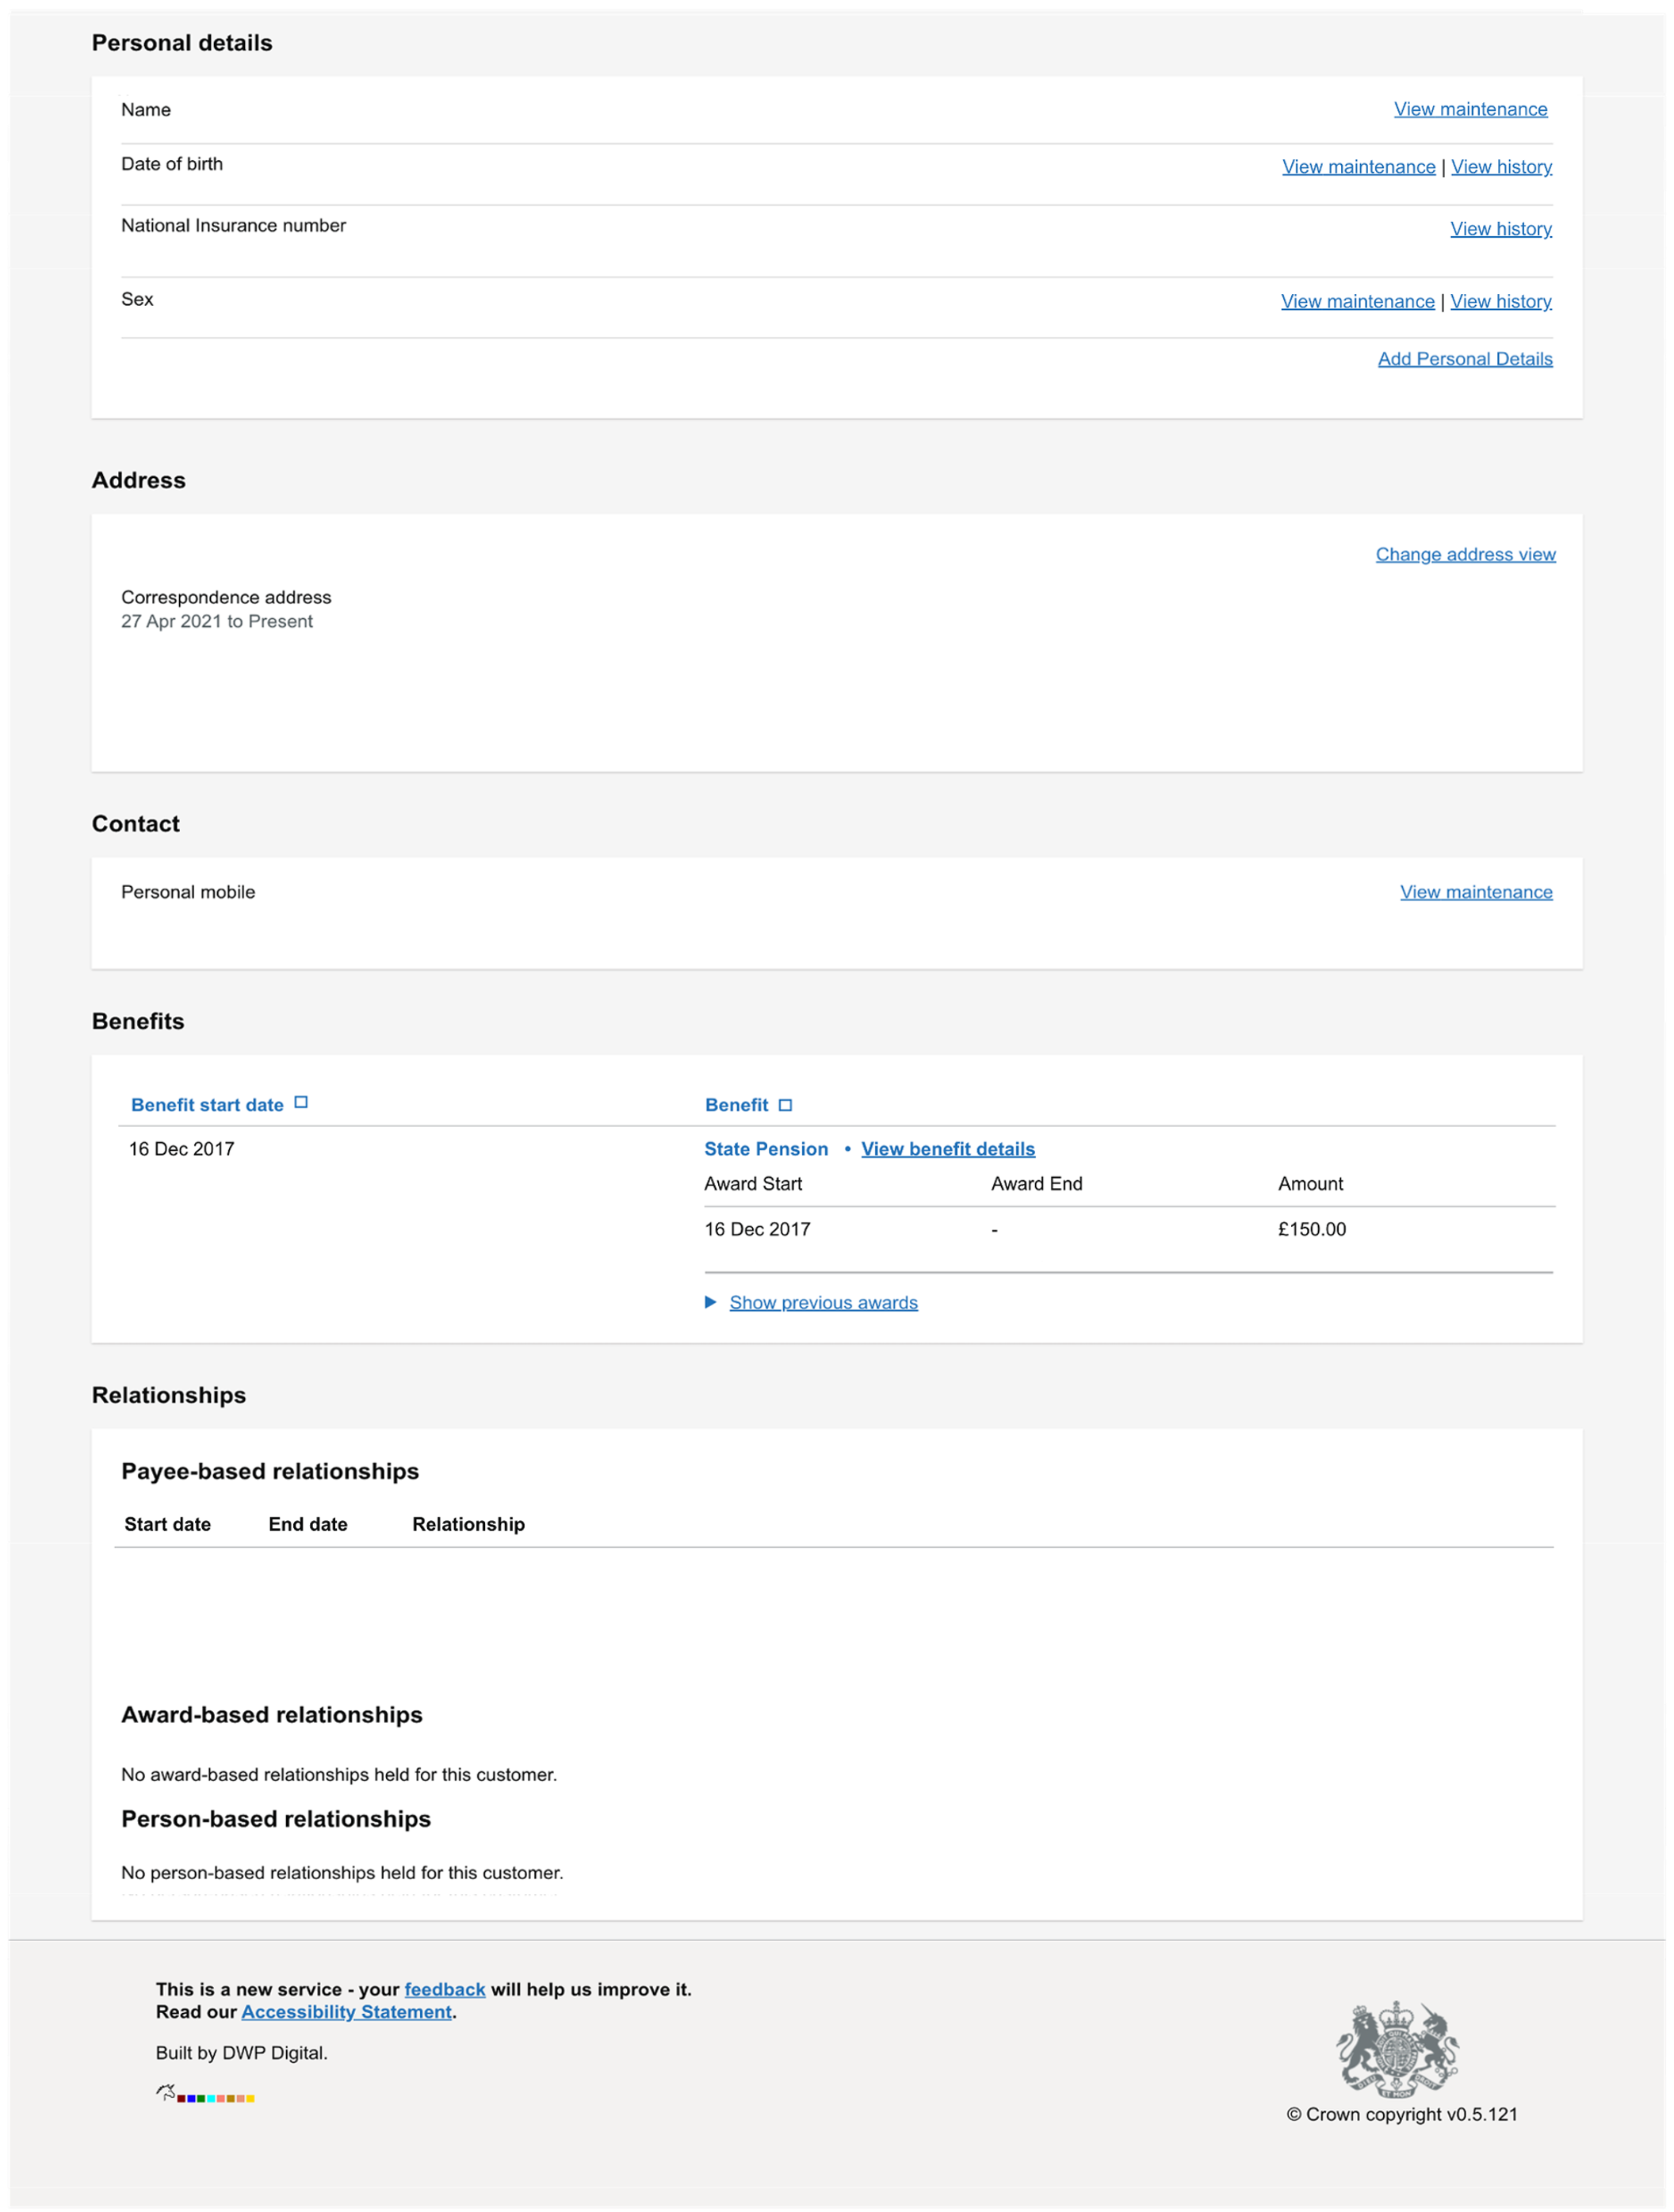 Personal details
Name View maintenance
Date of birth View maintenance | View history
National Insurance number View history
Sex View maintenance | View history
Add Personal Details
Address
Change address view
Correspondence address
27 Apr 2021 to Present
Contact
Personal mobile View maintenance
Benefits
Benefit start date Benefit
16 Dec 2017 State Pension • View benefit details
Award Start Award End Amount
16 Dec 2017 - £150.00
Show previous awards
Relationships
Payee-based relationships
Start date End date Relationship
Award-based relationships
No award-based relationships held for this customer.
Person-based relationships
No person-based relationships held for this customer.
This is a new service - your feedback will help us improve it.
Read our Accessibility Statement.
Built by DWP Digital.
© Crown copyright v0.5.121